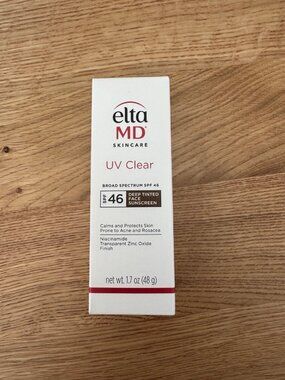 elta
MD®
SKINCARE
UV Clear
BROAD SPECTRUM SPF 46
SPF 46 DEEP TINTED
FACE
SUNSCREEN
Calms and Protects Skin
Prone to Acne and Rosacea
Niacinamide
Transparent Zinc Oxide
Finish
net wt. 1.7 oz (48 g)